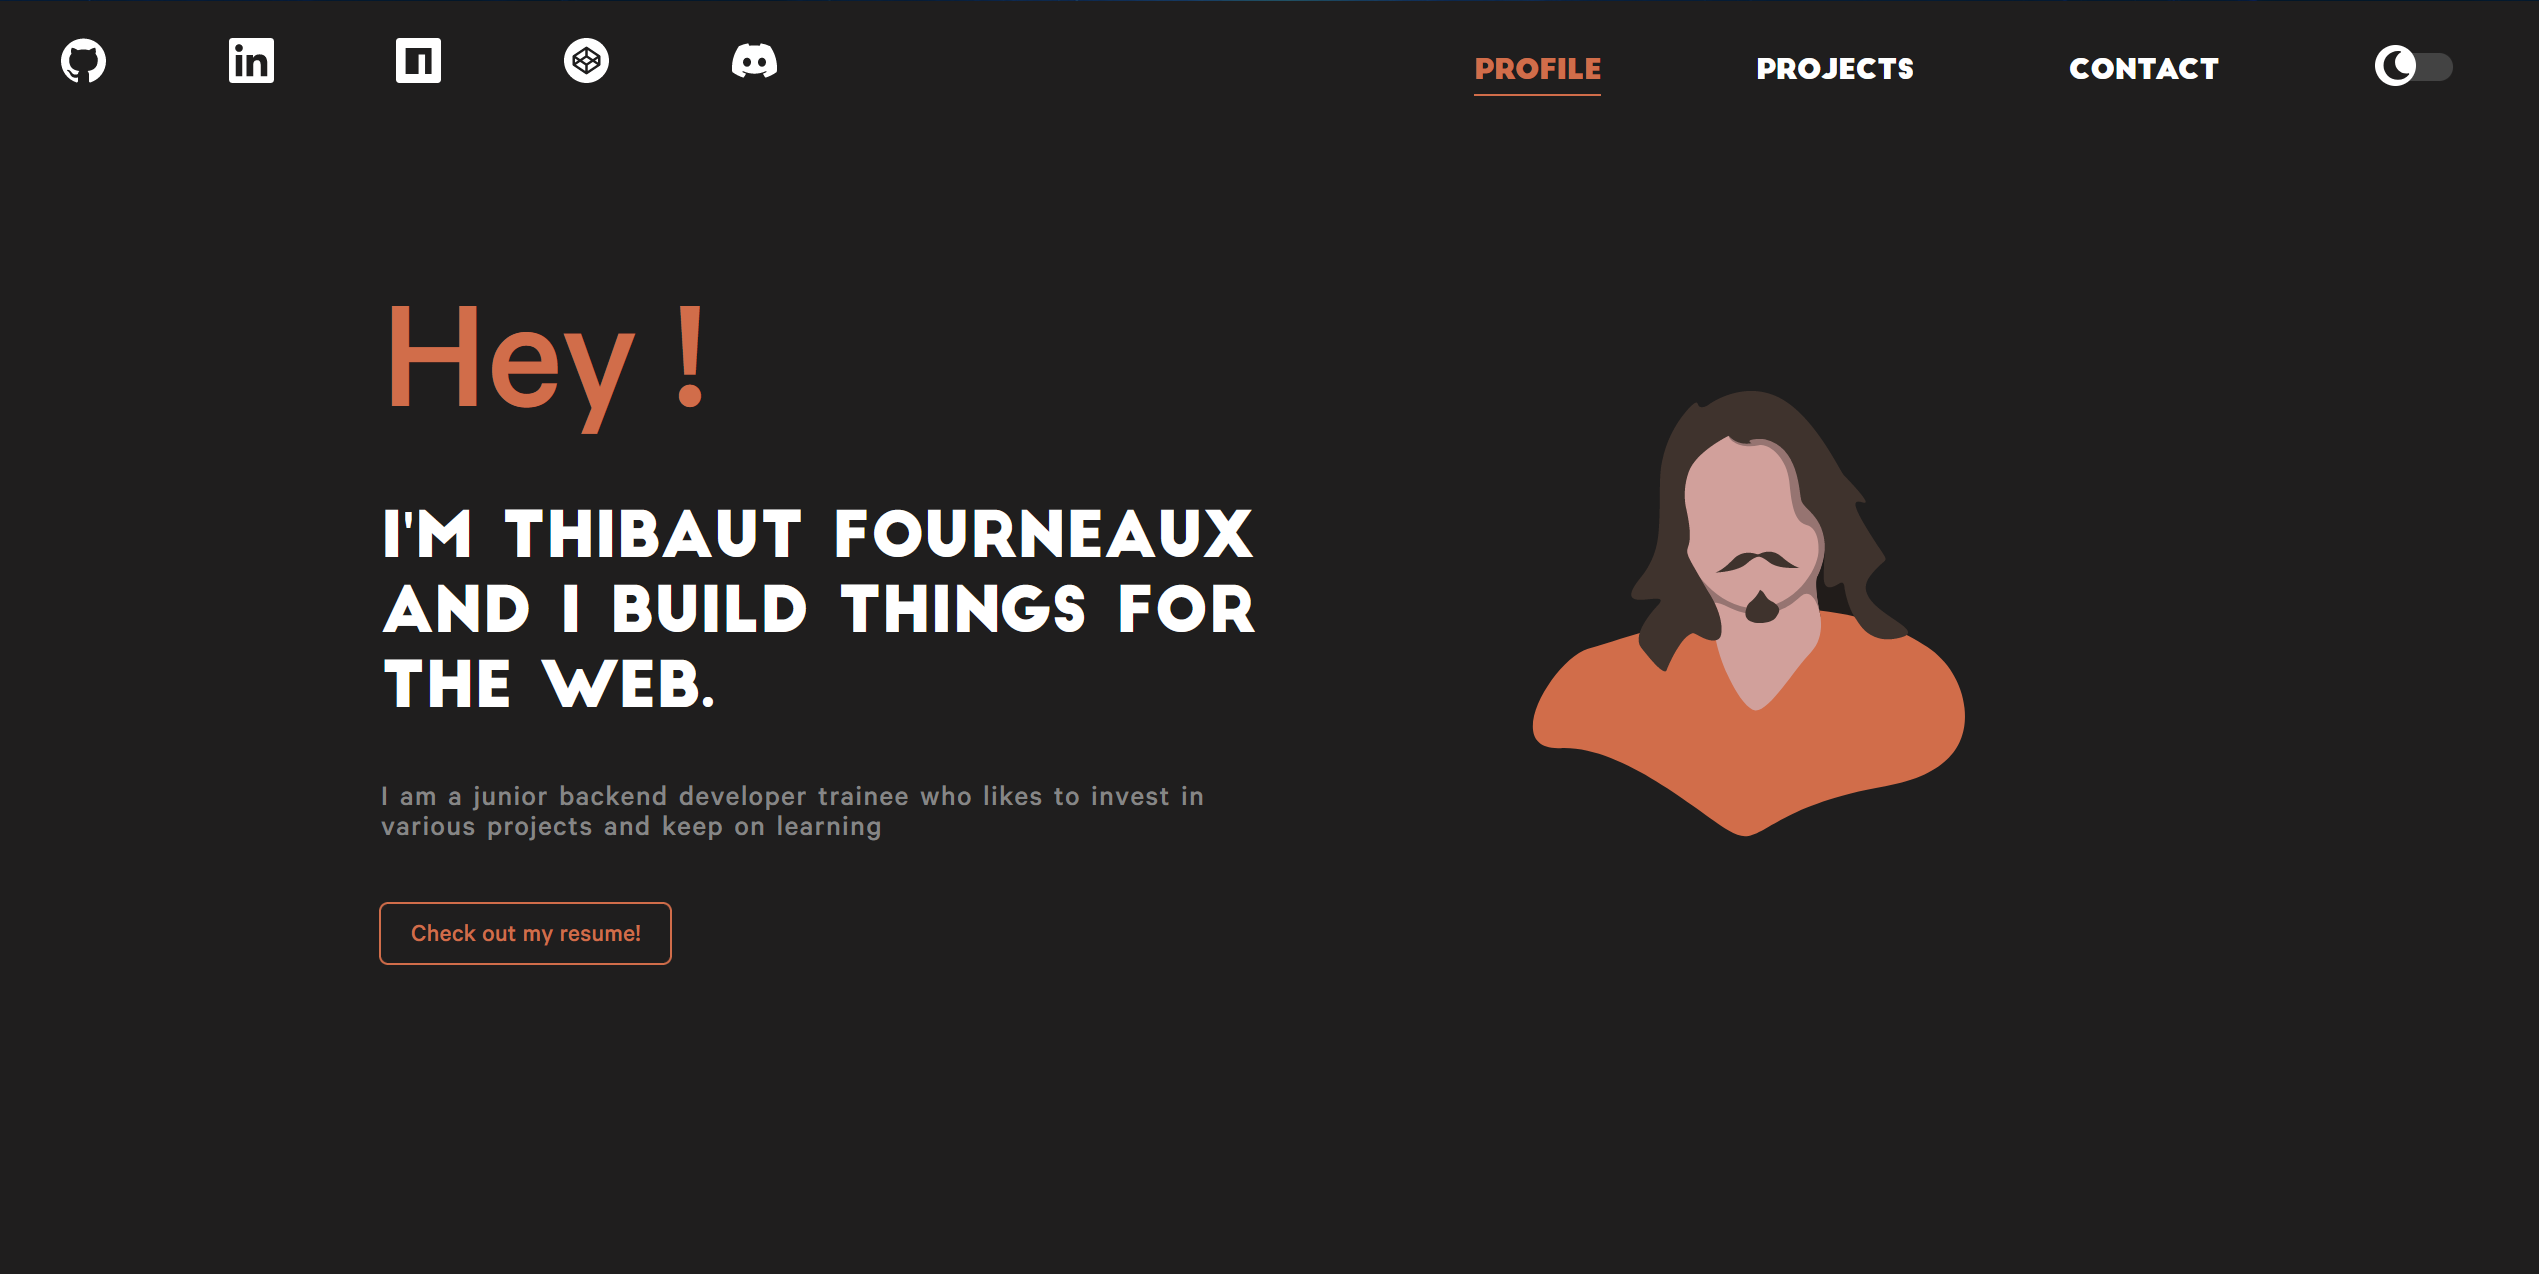 in
PROFILE
PROJECTS
CONTACT
Hey !
I'M THIBAUT FOURNEAUX
AND I BUILD THINGS FOR
THE WEB.
I am a junior backend developer trainee who likes to invest in
various projects and keep on learning
Check out my resume!